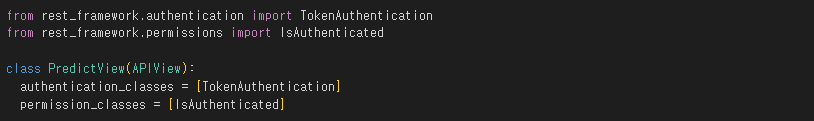 from rest_framework.authentication import TokenAuthentication
from rest_framework.permissions import IsAuthenticated

class PredictView(APIView):
  authentication_classes = [TokenAuthentication]
  permission_classes = [IsAuthenticated]